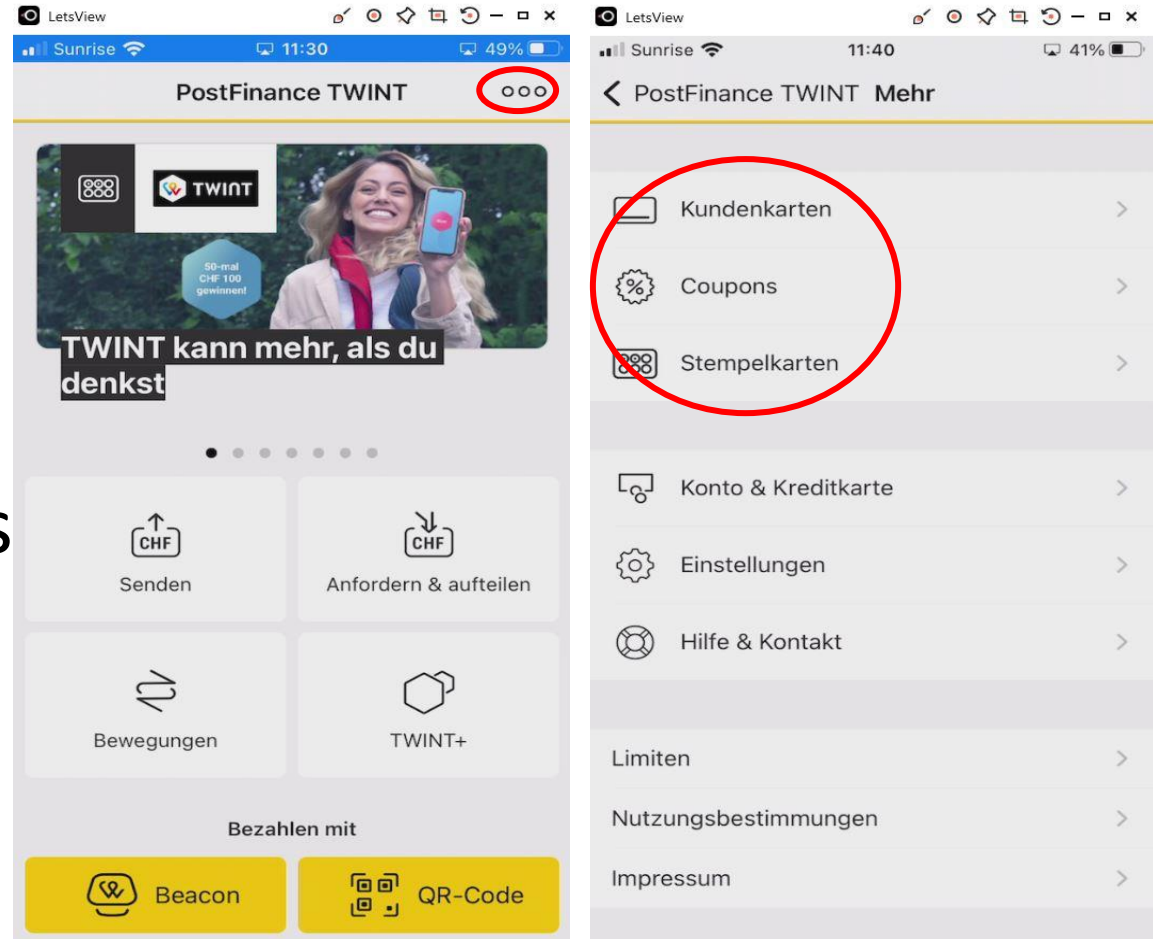 LetsView
Sunrise 11:30 49%
PostFinance TWINT
TWINT
50-mal
CHF 100
gewinnen!
TWINT kann mehr, als du
denkst
S
CHF
Senden
CHF
Anfordern & aufteilen
Bewegungen
TWINT+
Bezahlen mit
Beacon
QR-Code
LetsView
Sunrise 11:40 41%
PostFinance TWINT Mehr
Kundenkarten
Coupons
Stempelkarten
Konto & Kreditkarte
Einstellungen
Hilfe & Kontakt
Limiten
Nutzungsbestimmungen
Impressum